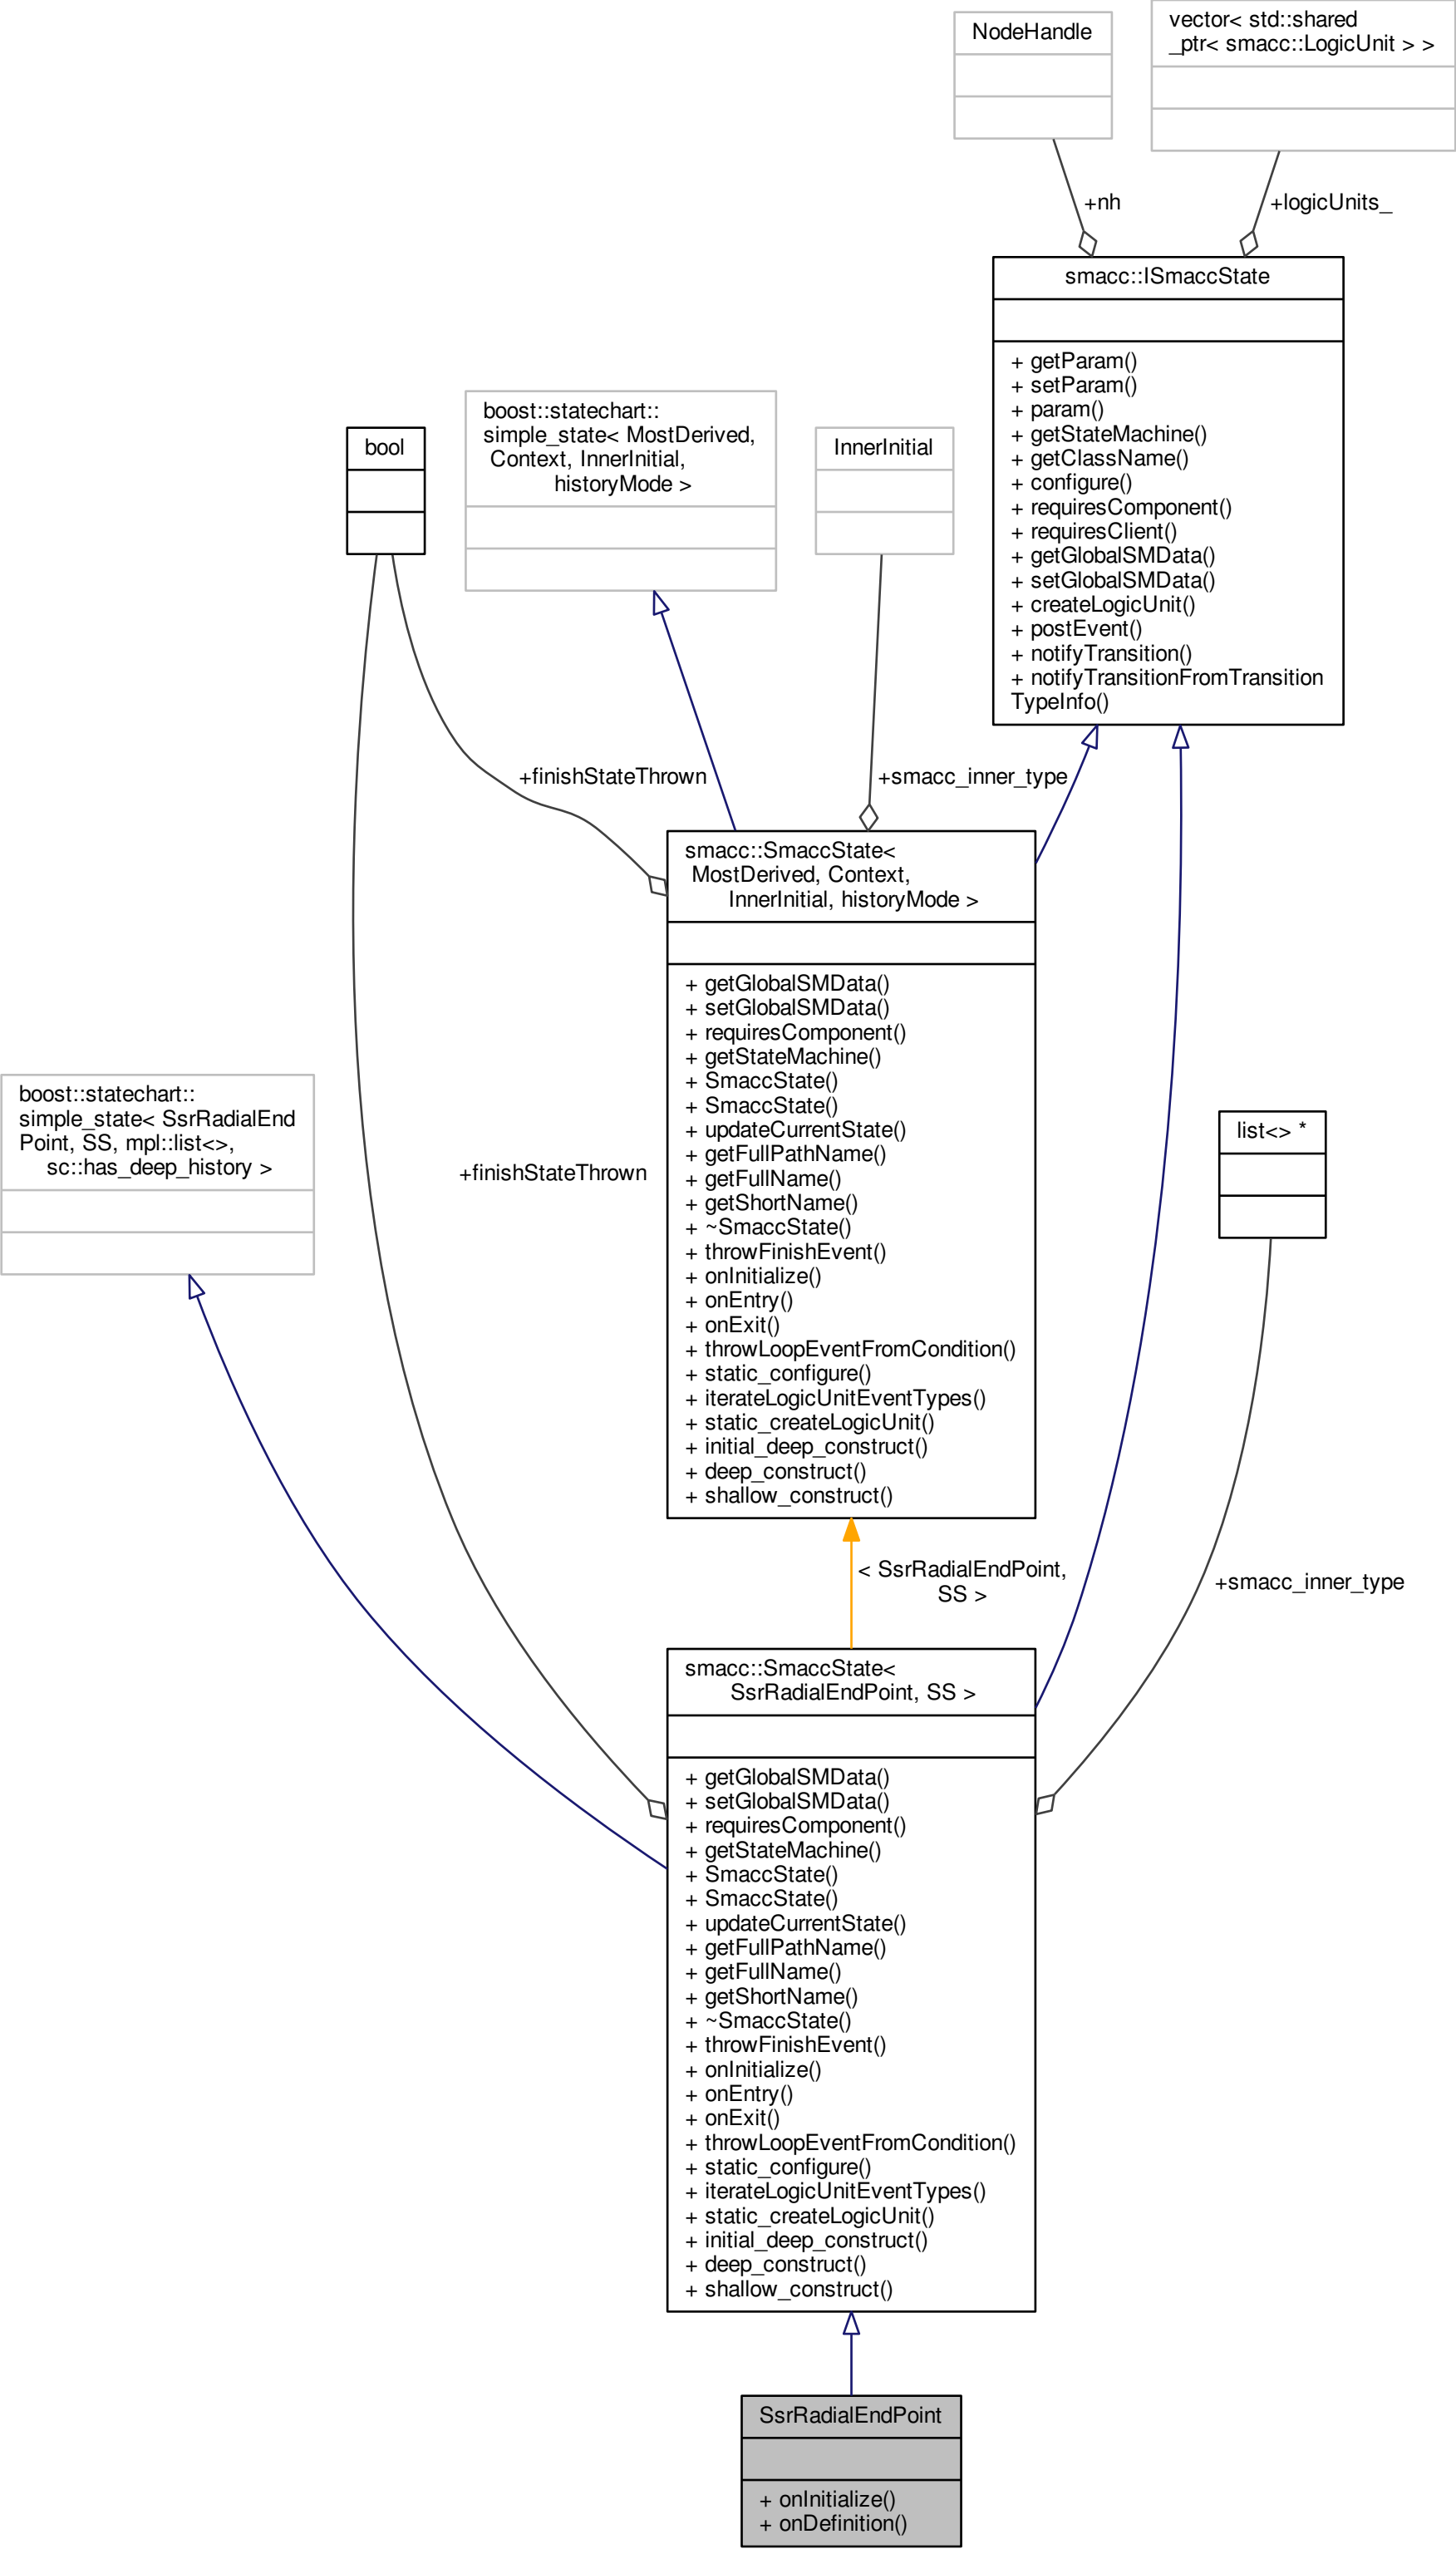 NodeHandle
vector< std::shared
_ptr< smacc::LogicUnit > >
+nh
+logicUnits_
smacc::ISmaccState
+ getParam()
+ setParam()
+ param()
+ getStateMachine()
+ getClassName()
+ configure()
+ requiresComponent()
+ requiresClient()
+ getGlobalSMData()
+ setGlobalSMData()
+ createLogicUnit()
+ postEvent()
+ notifyTransition()
+ notifyTransitionFromTransition
TypeInfo()
bool
boost::statechart::
simple_state< MostDerived,
Context, InnerInitial,
historyMode >
InnerInitial
+finishStateThrown
+smacc_inner_type
smacc::SmaccState<
MostDerived, Context,
InnerInitial, historyMode >
+ getGlobalSMData()
+ setGlobalSMData()
+ requiresComponent()
+ getStateMachine()
+ SmaccState()
+ SmaccState()
+ updateCurrentState()
+ getFullPathName()
+ getFullName()
+ getShortName()
+ ~SmaccState()
+ throwFinishEvent()
+ onInitialize()
+ onEntry()
+ onExit()
+ throwLoopEventFromCondition()
+ static_configure()
+ iterateLogicUnitEventTypes()
+ static_createLogicUnit()
+ initial_deep_construct()
+ deep_construct()
+ shallow_construct()
boost::statechart::
simple_state< SsrRadialEnd
Point, SS, mpl::list<>,
sc::has_deep_history >
+finishStateThrown
list<> *
< SsrRadialEndPoint,
SS >
+smacc_inner_type
smacc::SmaccState<
SsrRadialEndPoint, SS >
+ getGlobalSMData()
+ setGlobalSMData()
+ requiresComponent()
+ getStateMachine()
+ SmaccState()
+ SmaccState()
+ updateCurrentState()
+ getFullPathName()
+ getFullName()
+ getShortName()
+ ~SmaccState()
+ throwFinishEvent()
+ onInitialize()
+ onEntry()
+ onExit()
+ throwLoopEventFromCondition()
+ static_configure()
+ iterateLogicUnitEventTypes()
+ static_createLogicUnit()
+ initial_deep_construct()
+ deep_construct()
+ shallow_construct()
SsrRadialEndPoint
+ onInitialize()
+ onDefinition()